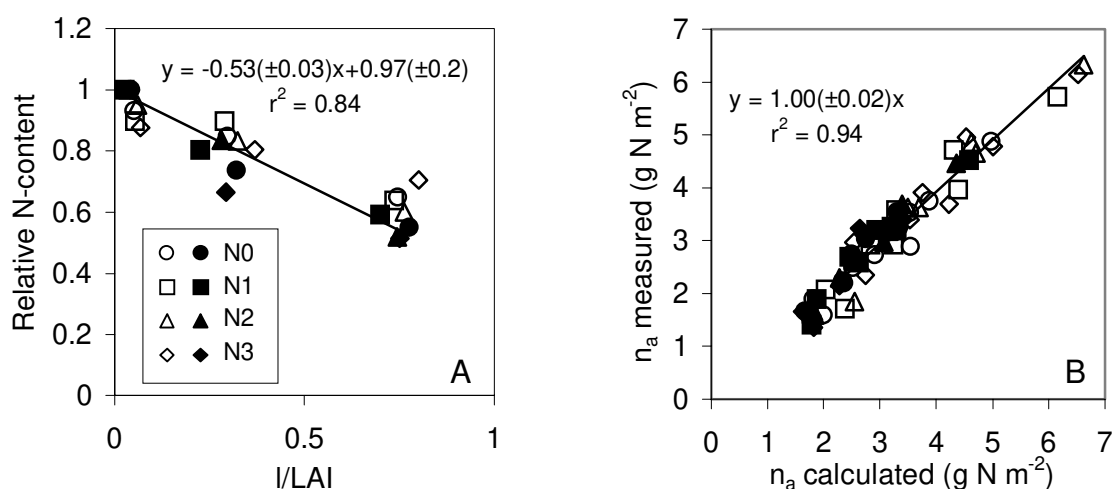 1.2
1
0.8
0.6
0.4
0.2
0
Relative N-content
y = -0.53(±0.03)x+0.97(±0.2)
r² = 0.84
N0
N1
N2
N3
A
0 0.5 1
l/LAI
7
6
5
4
3
2
1
0
nₐ measured (g N m⁻²)
y = 1.00(±0.02)x
r² = 0.94
B
0 1 2 3 4 5 6 7
nₐ calculated (g N m⁻²)